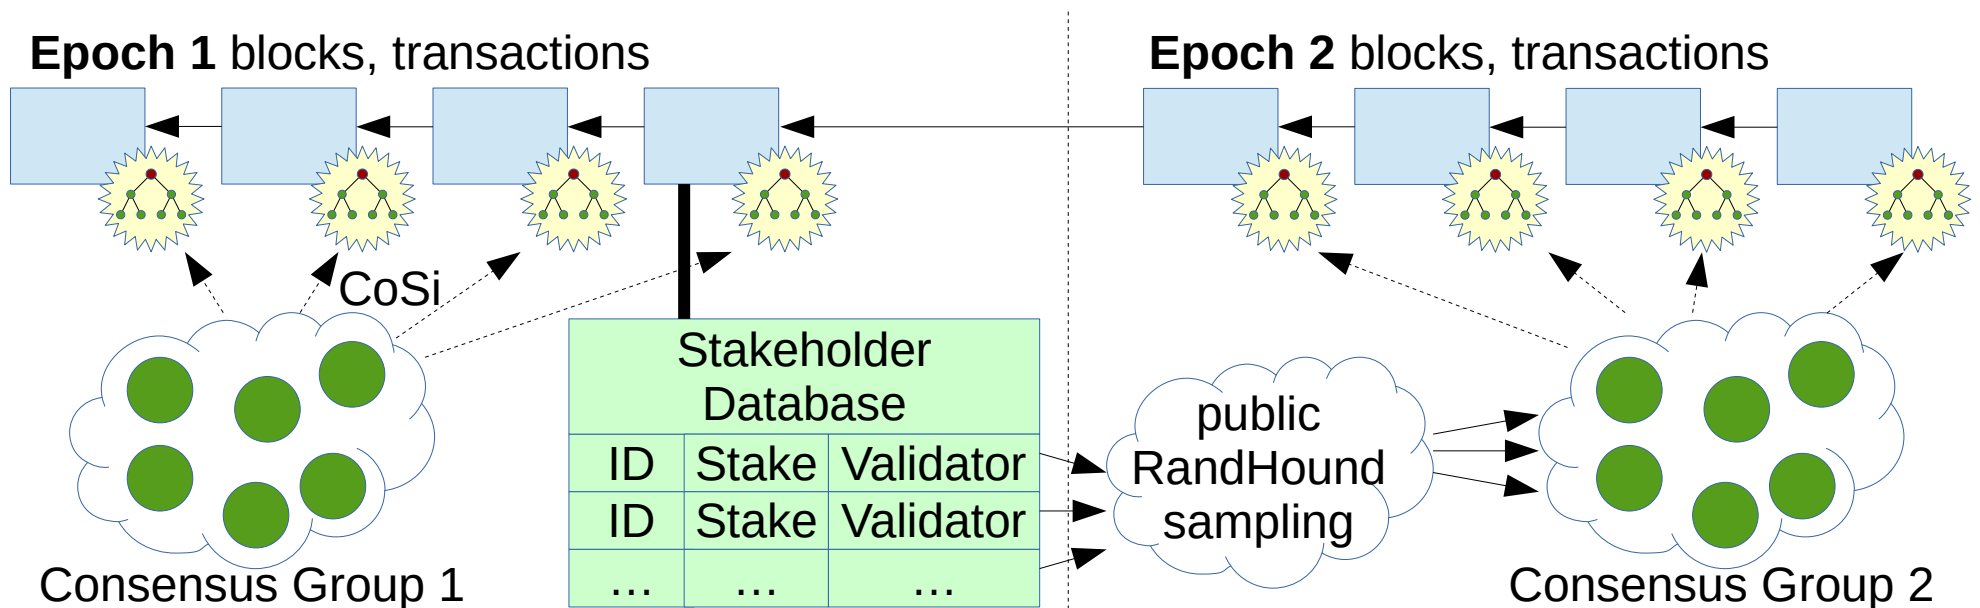 Epoch 1 blocks, transactions
Epoch 2 blocks, transactions
CoSi
Stakeholder
Database
ID Stake Validator
ID Stake Validator
... ... ...
public
RandHound
sampling
Consensus Group 1
Consensus Group 2